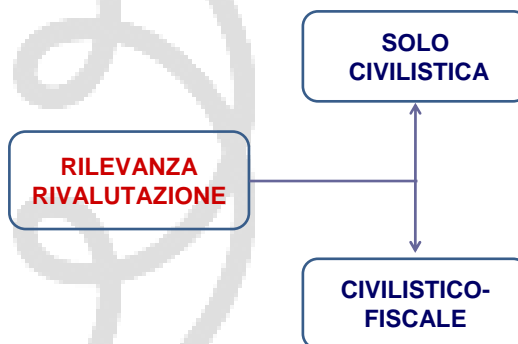 SOLO
CIVILISTICA
RILEVANZA
RIVALUTAZIONE
CIVILISTICO-
FISCALE